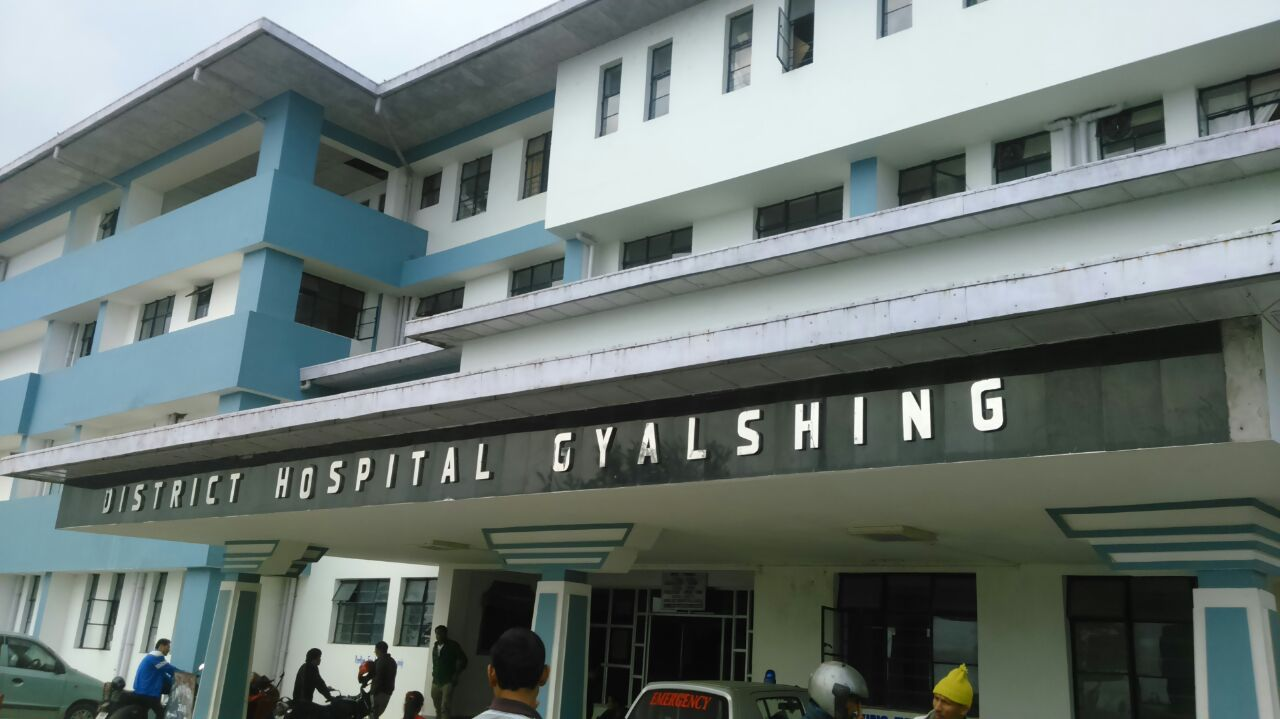 DISTRICT HOSPITAL GYALSHING
EMERGENCY